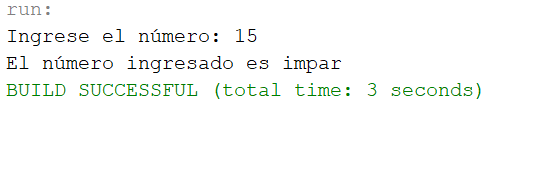 run:
Ingrese el número: 15
El número ingresado es impar
BUILD SUCCESSFUL (total time: 3 seconds)